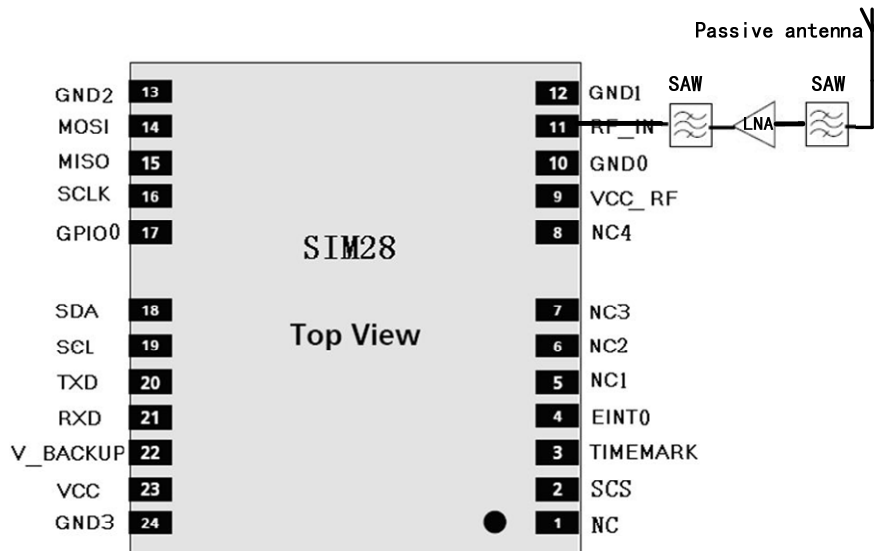 Passive antenna
SAW SAW
GND2 13 12 GND1
MOSI 14 11 RF_IN LNA
MISO 15 10 GND0
SCLK 16 9 VCC_RF
GPIO0 17 8 NC4
SIM28
SDA 18 7 NC3
Top View
SCL 19 6 NC2
TXD 20 5 NC1
RXD 21 4 EINT0
V_BACKUP 22 3 TIMEMARK
VCC 23 2 SCS
GND3 24 1 NC